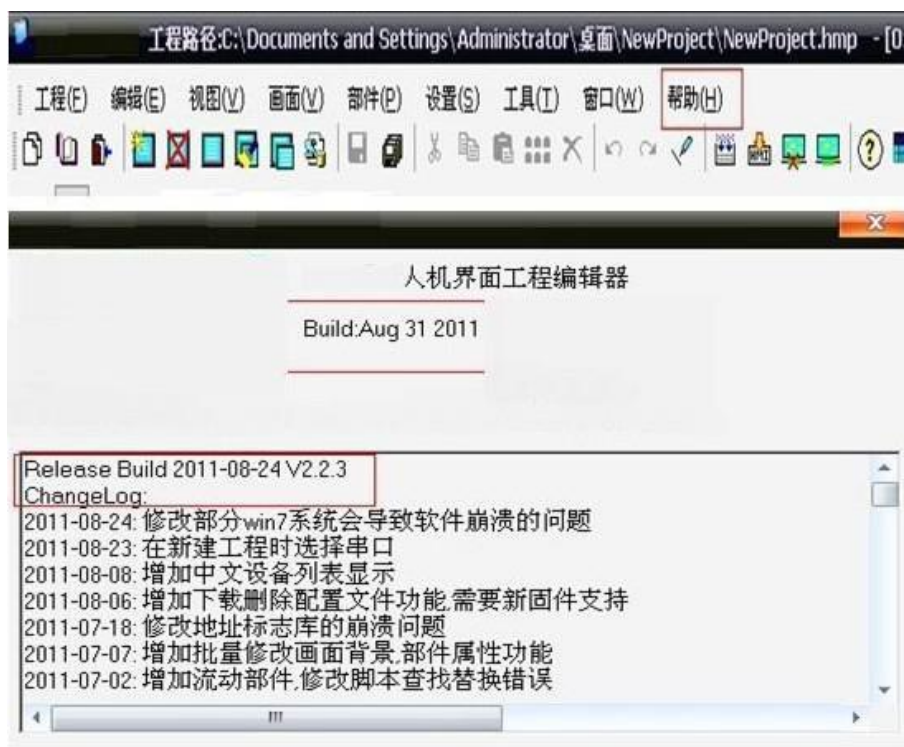 工程路径:C:\Documents and Settings\Administrator\桌面\NewProject\NewProject.hmp - [0
工程(F) 编辑(E) 视图(V) 画面(V) 部件(P) 设置(S) 工具(T) 窗口(W) 帮助(H)
人机界面工程编辑器
Build:Aug 31 2011
Release Build 2011-08-24 V2.2.3
ChangeLog:
2011-08-24: 修改部分win7系统会导致软件崩溃的问题
2011-08-23: 在新建工程时选择串口
2011-08-08: 增加中文设备列表显示
2011-08-06: 增加下载删除配置文件功能,需要新固件支持
2011-07-18: 修改地址标志库的崩溃问题
2011-07-07: 增加批量修改画面背景,部件属性功能
2011-07-02: 增加流动部件,修改脚本查找替换错误